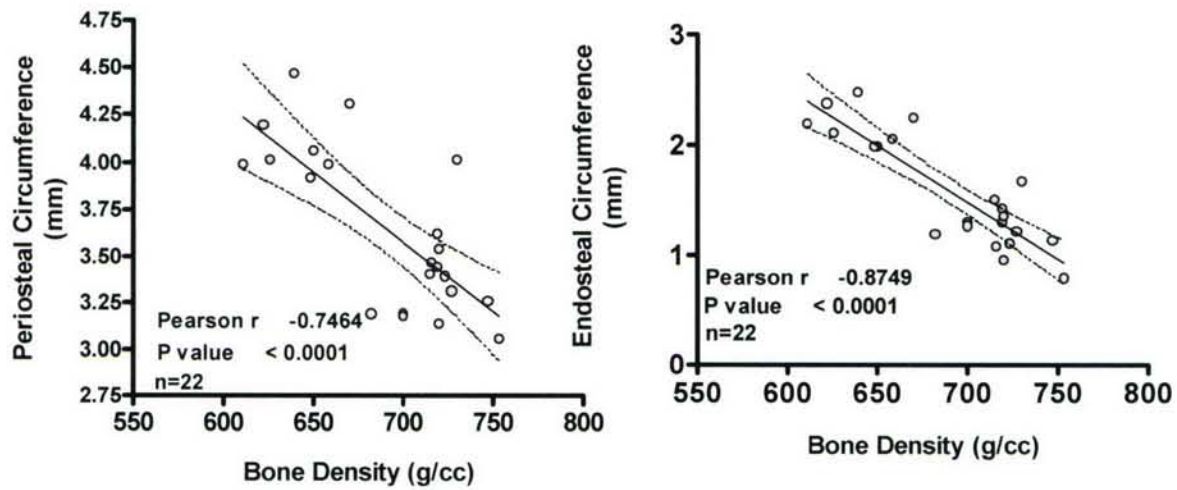 4.75
4.50
4.25
4.00
3.75
3.50
3.25
3.00
2.75
Periosteal Circumference
(mm)
Pearson r -0.7464
P value < 0.0001
n=22
550 600 650 700 750 800
Bone Density (g/cc)
3
2
1
0
Endosteal Circumference
(mm)
Pearson r -0.8749
P value < 0.0001
n=22
550 600 650 700 750 800
Bone Density (g/cc)